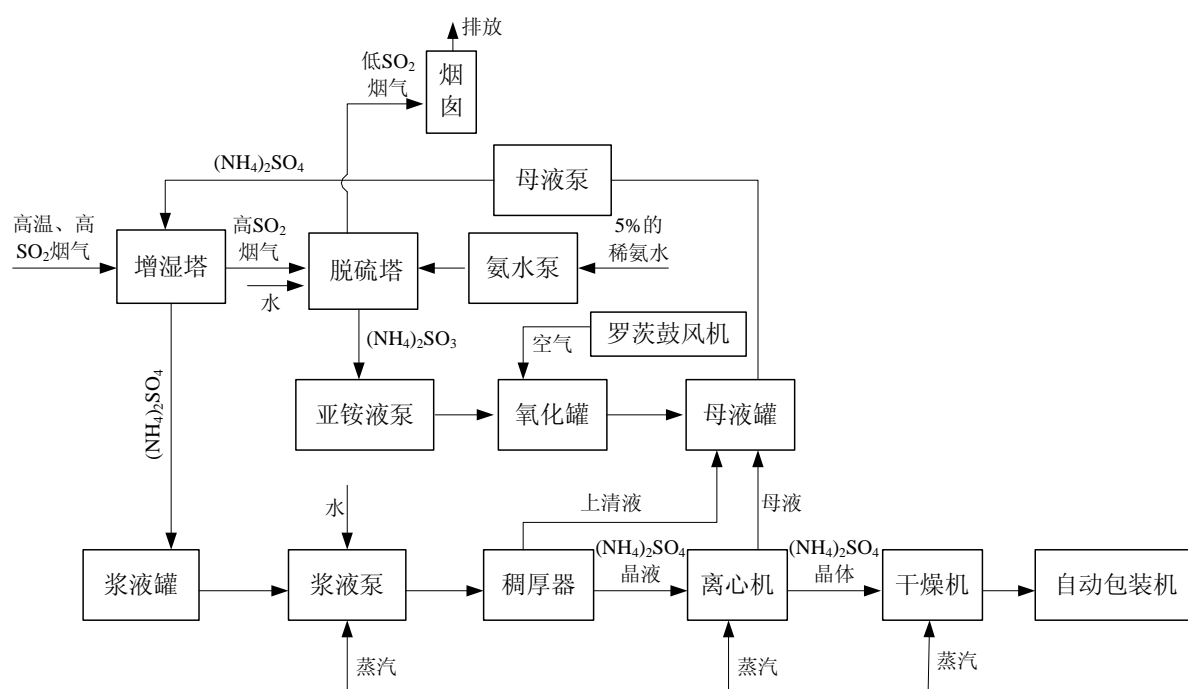 排放
低SO2
烟气
烟
囱
(NH4)2SO4
母液泵
高温、高
SO2烟气
增湿塔
高SO2
烟气
水
脱硫塔
氨水泵
5%的
稀氨水
(NH4)2SO3
空气
罗茨鼓风机
(NH4)2SO4
亚铵液泵
氧化罐
母液罐
水
上清液
母液
浆液罐
浆液泵
稠厚器
(NH4)2SO4
晶液
离心机
(NH4)2SO4
晶体
干燥机
自动包装机
蒸汽
蒸汽
蒸汽